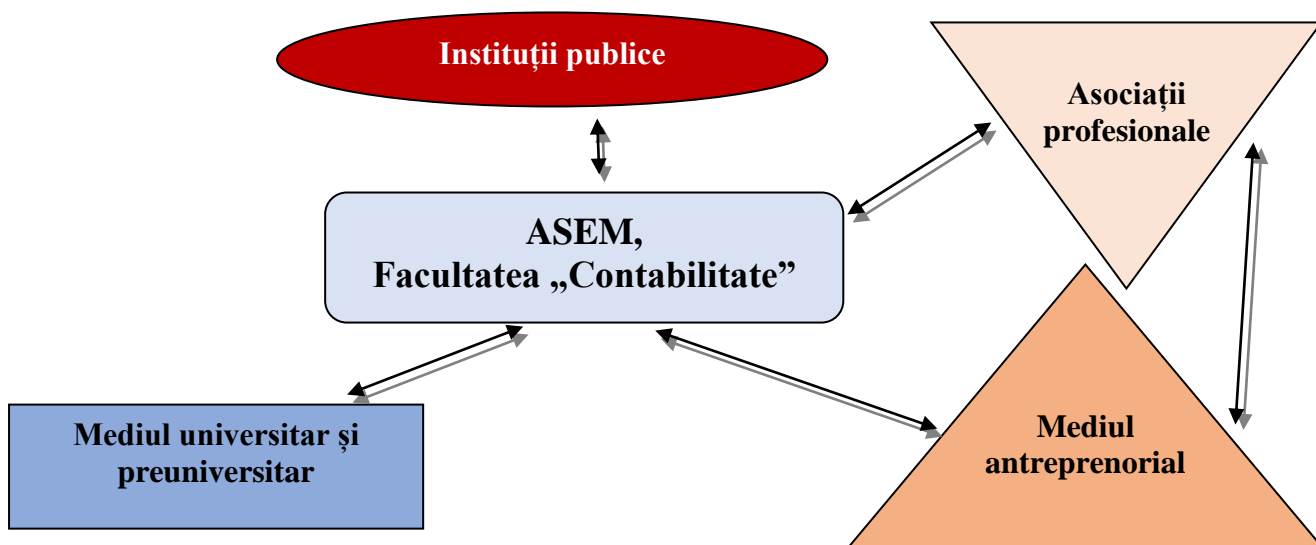 Instituții publice
Asociații
profesionale
ASEM,
Facultatea „Contabilitate”
Mediul universitar și
preuniversitar
Mediul
antreprenorial